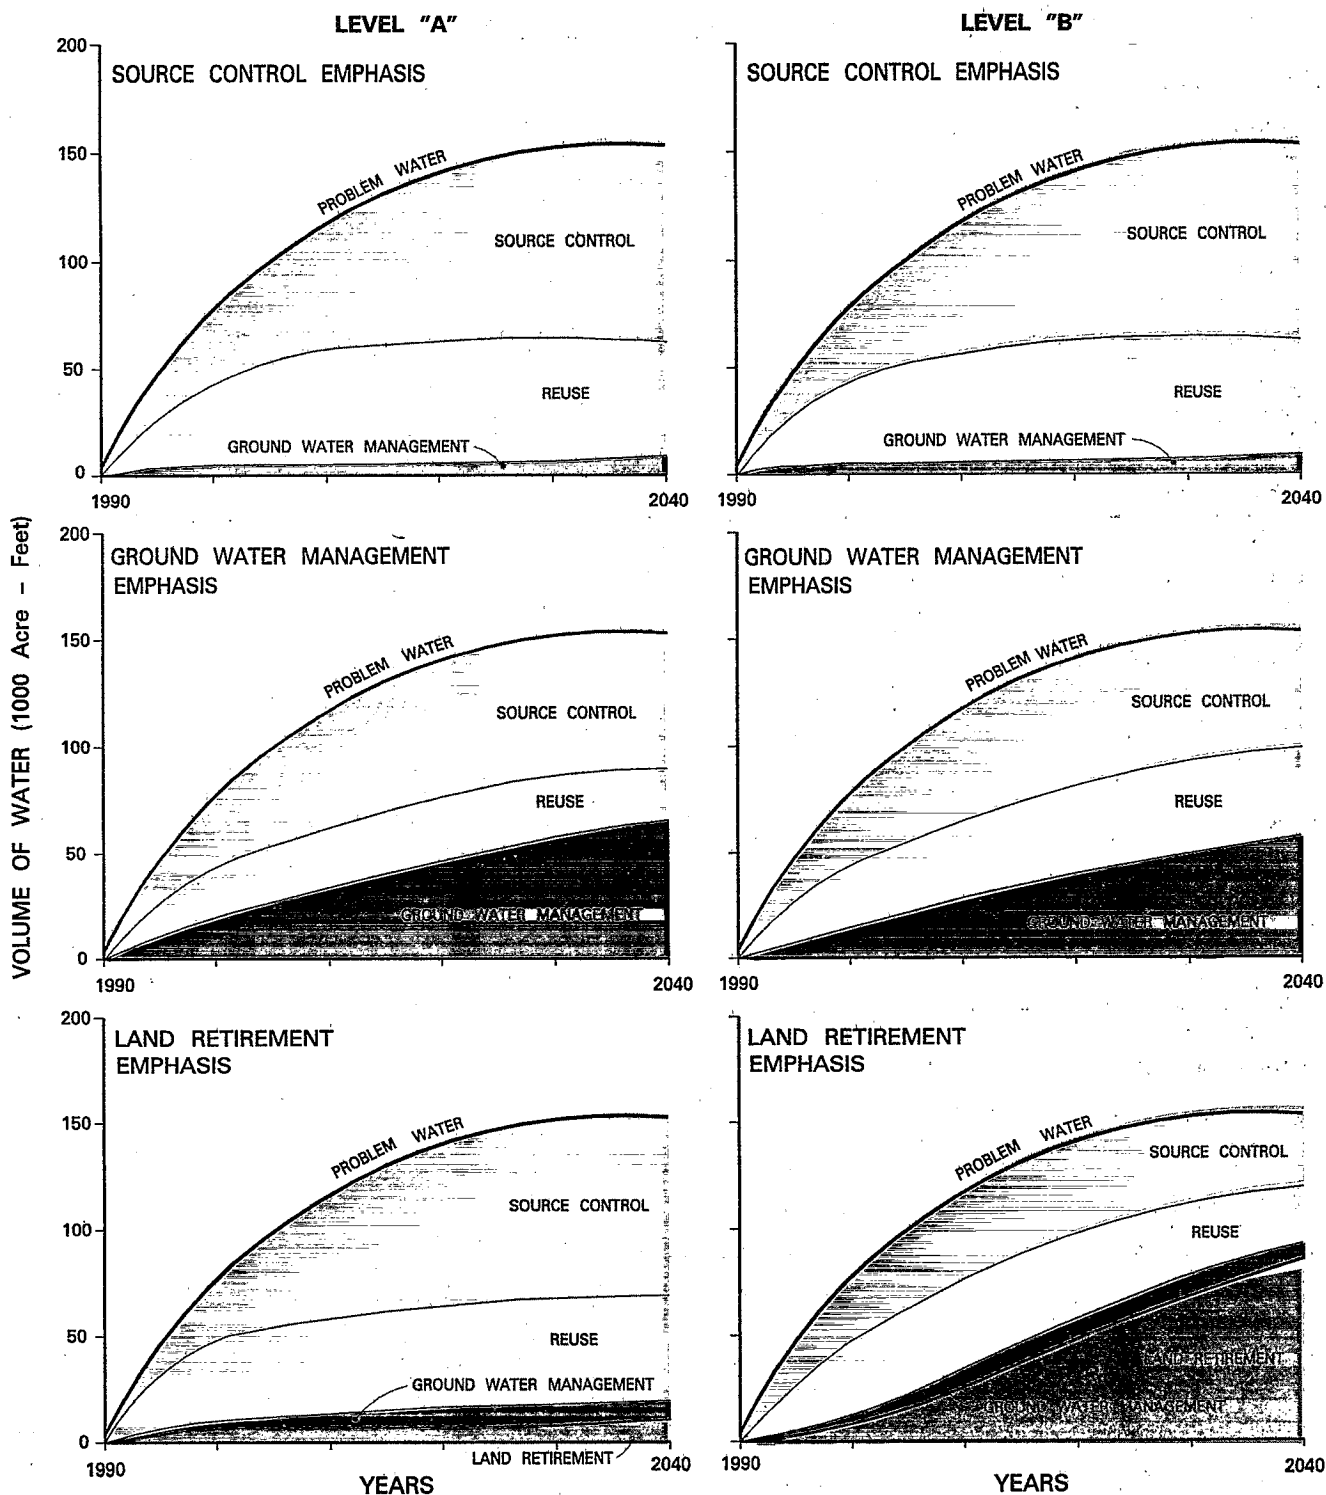 LEVEL "A"
LEVEL "B"
200
SOURCE CONTROL EMPHASIS
150
PROBLEM WATER
SOURCE CONTROL
100
50
REUSE
GROUND WATER MANAGEMENT
0
1990
2040
SOURCE CONTROL EMPHASIS
PROBLEM WATER
SOURCE CONTROL
REUSE
GROUND WATER MANAGEMENT
1990
2040
VOLUME OF WATER (1000 Acre - Feet)
200
GROUND WATER MANAGEMENT
EMPHASIS
150
PROBLEM WATER
SOURCE CONTROL
100
REUSE
50
GROUND WATER MANAGEMENT
0
1990
2040
GROUND WATER MANAGEMENT
EMPHASIS
PROBLEM WATER
SOURCE CONTROL
REUSE
GROUND WATER MANAGEMENT
1990
2040
200
LAND RETIREMENT
EMPHASIS
150
PROBLEM WATER
SOURCE CONTROL
100
50
REUSE
GROUND WATER MANAGEMENT
0
LAND RETIREMENT
1990
2040
YEARS
LAND RETIREMENT
EMPHASIS
PROBLEM WATER
SOURCE CONTROL
REUSE
LAND RETIREMENT
GROUND WATER MANAGEMENT
1990
2040
YEARS